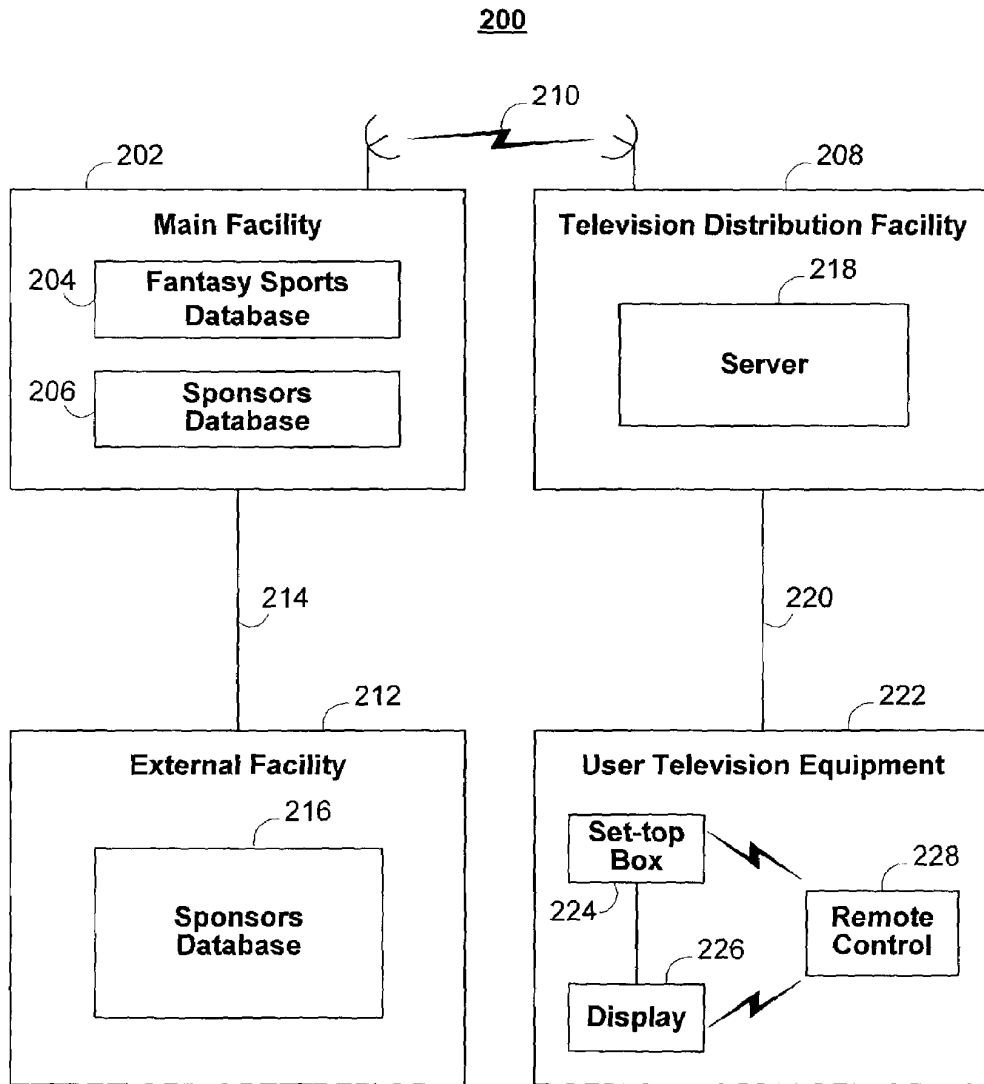 200
210
202
208
Main Facility
Television Distribution Facility
204
Fantasy Sports
Database
218
Server
206
Sponsors
Database
214
220
212
222
External Facility
User Television Equipment
216
Sponsors
Database
Set-top
Box
224
228
Remote
Control
226
Display